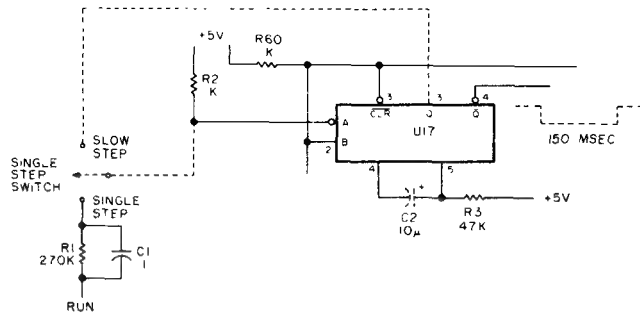 +5V
R60
K
R2
K
3
CLR
3
Q
4
Q
A
2
B
U17
4
5
150 MSEC
SLOW
STEP
SINGLE
STEP
SWITCH
SINGLE
STEP
R1
270K
C1
1
RUN
+
C2
10μ
R3
47K
+5V